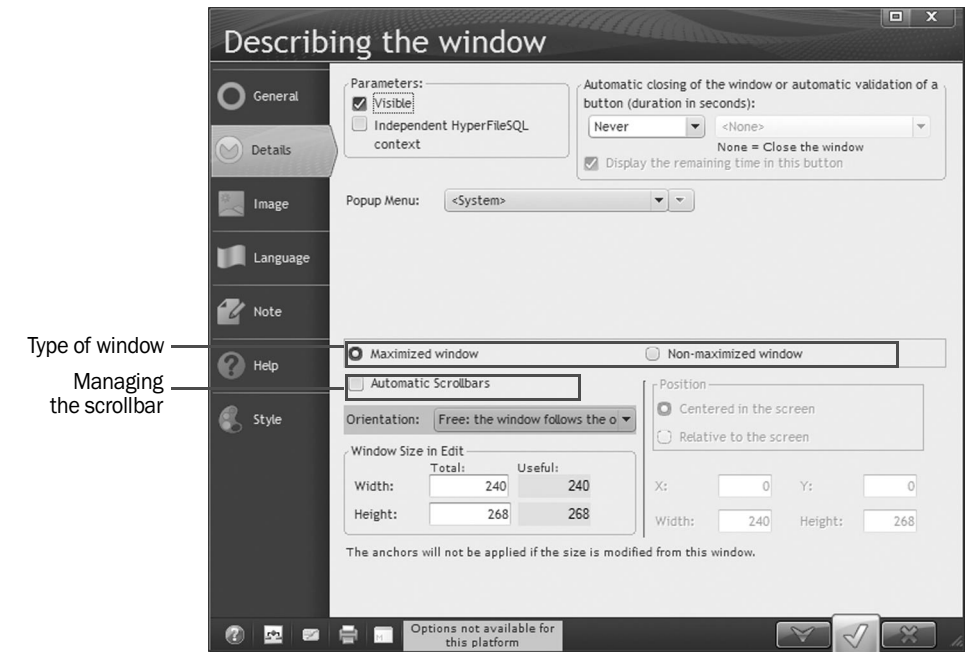 Describing the window
General
Details
Image
Language
Note
Help
Style
Parameters:
Visible
Independent HyperFileSQL
context
Automatic closing of the window or automatic validation of a
button (duration in seconds):
Never
<None>
None = Close the window
Display the remaining time in this button
Popup Menu:
<System>
Type of window
Maximized window
Non-maximized window
Managing
the scrollbar
Automatic Scrollbars
Orientation:
Free: the window follows the o
Window Size in Edit
Total:
Useful:
Width:
240
240
Height:
268
268
Position
Centered in the screen
Relative to the screen
X:
0
Y:
0
Width:
240
Height:
268
The anchors will not be applied if the size is modified from this window.
Options not available for
this platform